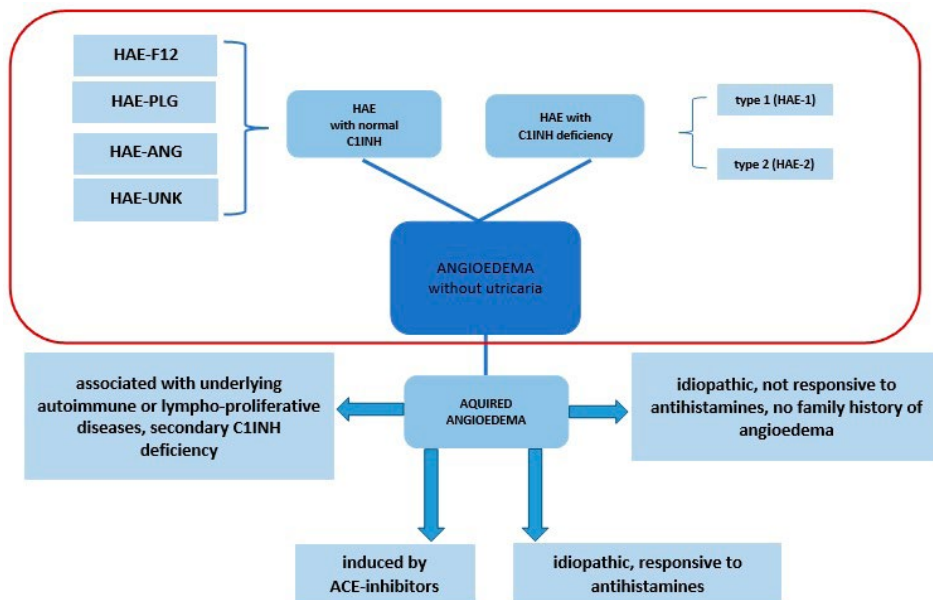 HAE-F12
HAE-PLG
HAE-ANG
HAE-UNK
HAE
with normal
C1INH
HAE with
C1INH deficiency
type 1 (HAE-1)
type 2 (HAE-2)
ANGIOEDEMA
without utricaria
associated with underlying
autoimmune or lympho-proliferative
diseases, secondary C1INH
deficiency
AQUIRED
ANGIOEDEMA
idiopathic, not responsive to
antihistamines, no family history of
angioedema
induced by
ACE-inhibitors
idiopathic, responsive to
antihistamines